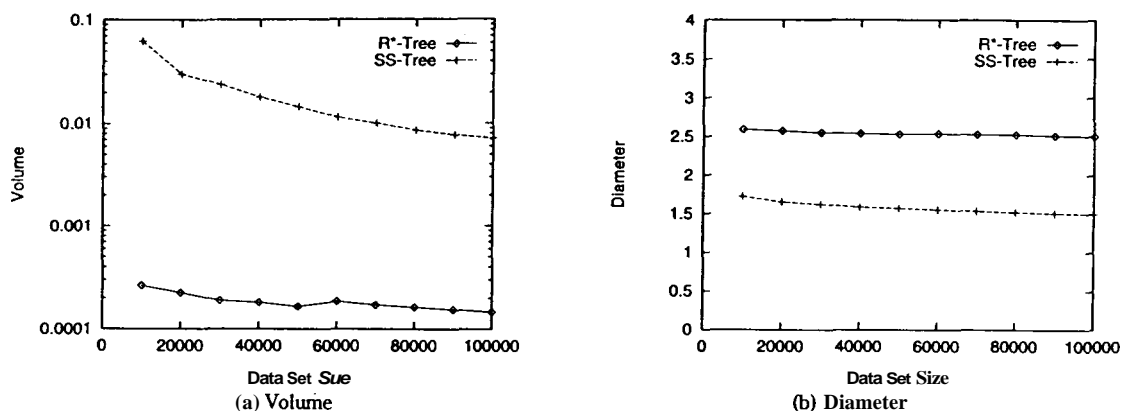 0.1
0.01
0.001
0.0001
Volume
R*-Tree
SS-Tree
0 20000 40000 60000 80000 100000
Data Set Sue
(a) Volume
4
3.5
3
2.5
2
1.5
1
0.5
0
Diameter
R*-Tree
SS-Tree
0 20000 40000 60000 80000 100000
Data Set Size
(b) Diameter